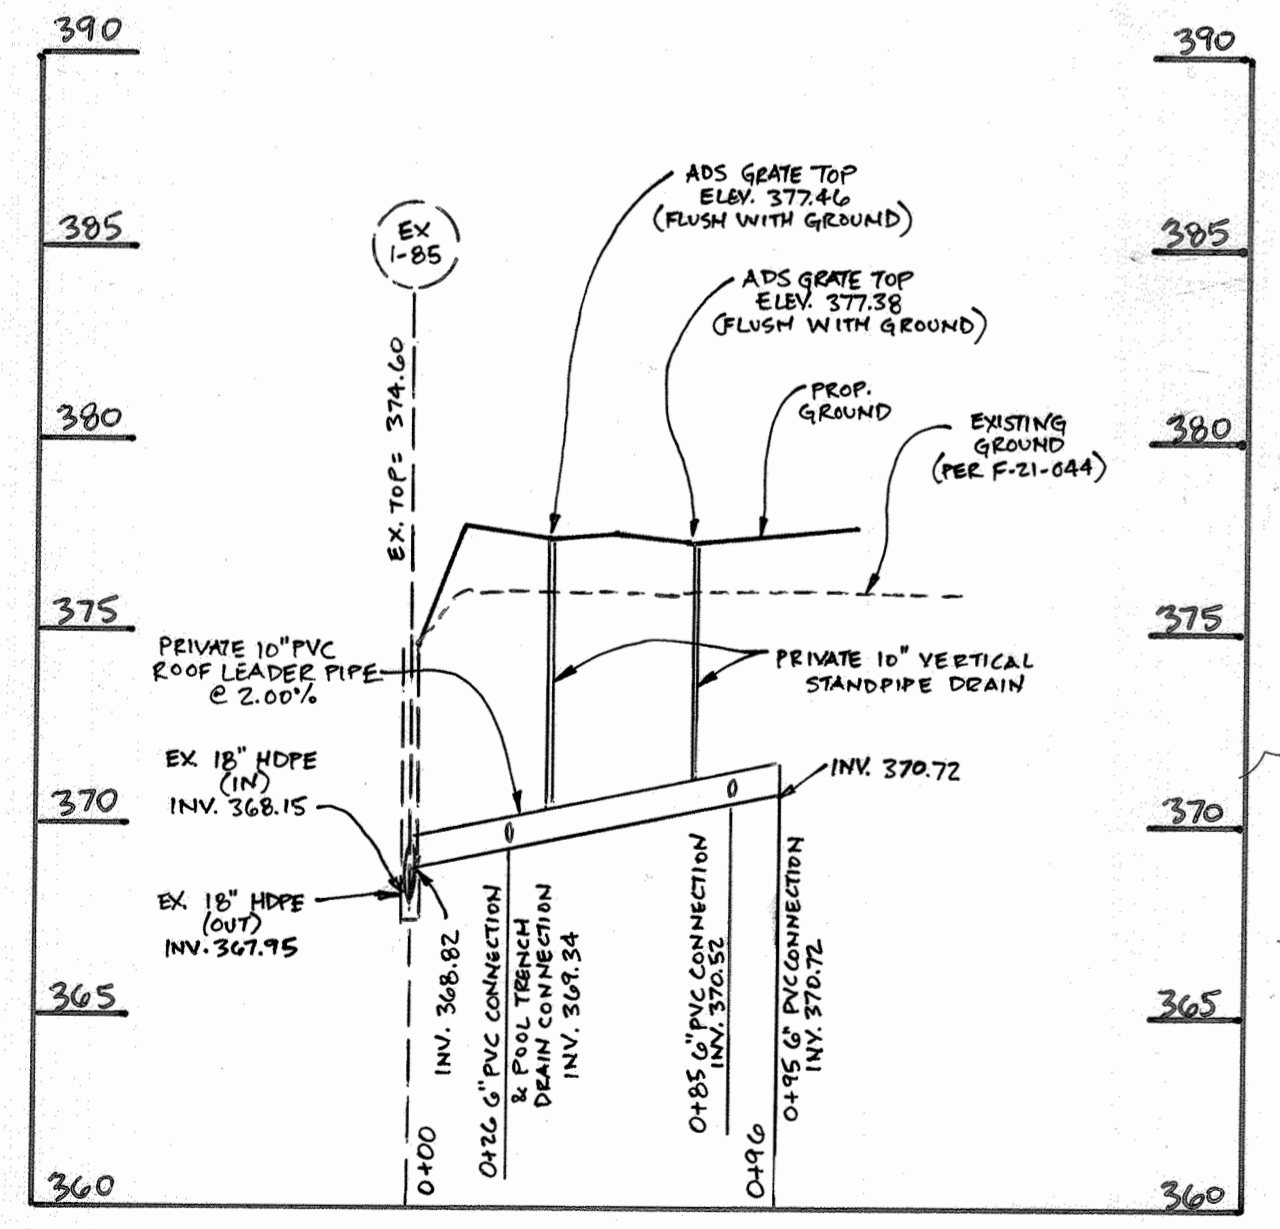 390
390
ADS GRATE TOP
ELEV. 377.46
(FLUSH WITH GROUND)
EX
1-85
385
385
ADS GRATE TOP
ELEV. 377.38
(FLUSH WITH GROUND)
EX. TOP= 374.60
PROP.
GROUND
380
380
EXISTING
GROUND
(PER F-21-044)
375
375
PRIVATE 10" PVC
ROOF LEADER PIPE
@ 2.00%
PRIVATE 10" VERTICAL
STANDPIPE DRAIN
EX. 18" HDPE
(IN)
INV. 368.15
INV. 370.72
370
370
EX. 18" HDPE
(OUT)
INV. 367.95
INV. 368.82
0+26 6" PVC CONNECTION
& POOL TRENCH
DRAIN CONNECTION
INV. 369.34
0+85 6" PVC CONNECTION
INV. 370.52
0+95 6" PVC CONNECTION
INV. 370.72
365
365
0+00
0+96
360
360